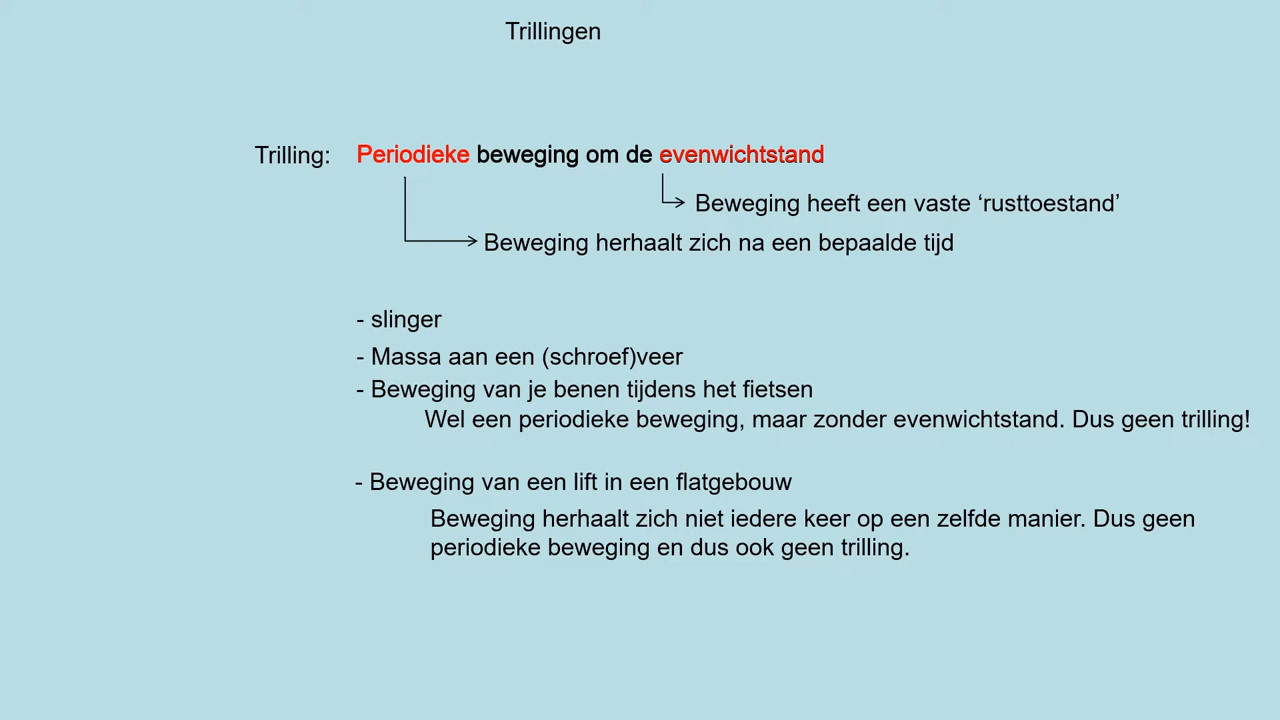 Trillingen
Trilling: Periodieke beweging om de evenwichtstand
Beweging heeft een vaste ‘rusttoestand’
Beweging herhaalt zich na een bepaalde tijd
- slinger
- Massa aan een (schroef)veer
- Beweging van je benen tijdens het fietsen
Wel een periodieke beweging, maar zonder evenwichtstand. Dus geen trilling!
- Beweging van een lift in een flatgebouw
Beweging herhaalt zich niet iedere keer op een zelfde manier. Dus geen
periodieke beweging en dus ook geen trilling.